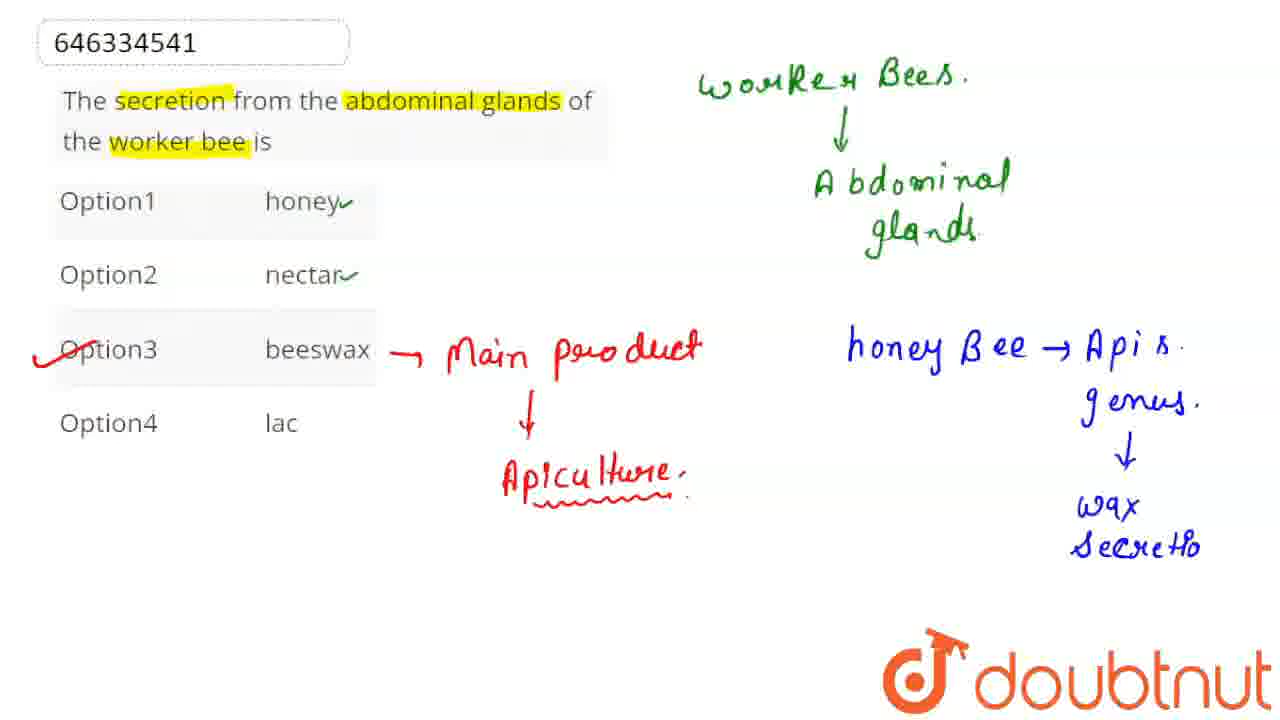 646334541
The secretion from the abdominal glands of
the worker bee is
Option1 honey
Option2 nectar
Option3 beeswax → Main product
Option4 lac
Apiculture.
Worker Bees.
Abdominal
glands.
honey Bee → Apis.
genus.
wax
Secretio
doubtnut